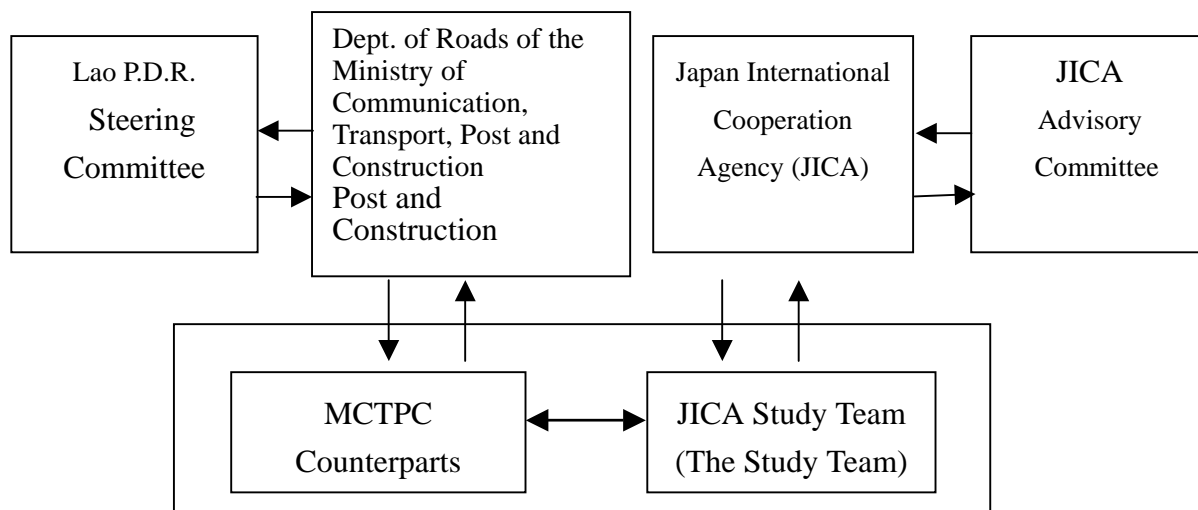 Lao P.D.R.
Steering
Committee
Dept. of Roads of the
Ministry of
Communication,
Transport, Post and
Construction
Post and
Construction
Japan International
Cooperation
Agency (JICA)
JICA
Advisory
Committee
MCTPC
Counterparts
JICA Study Team
(The Study Team)